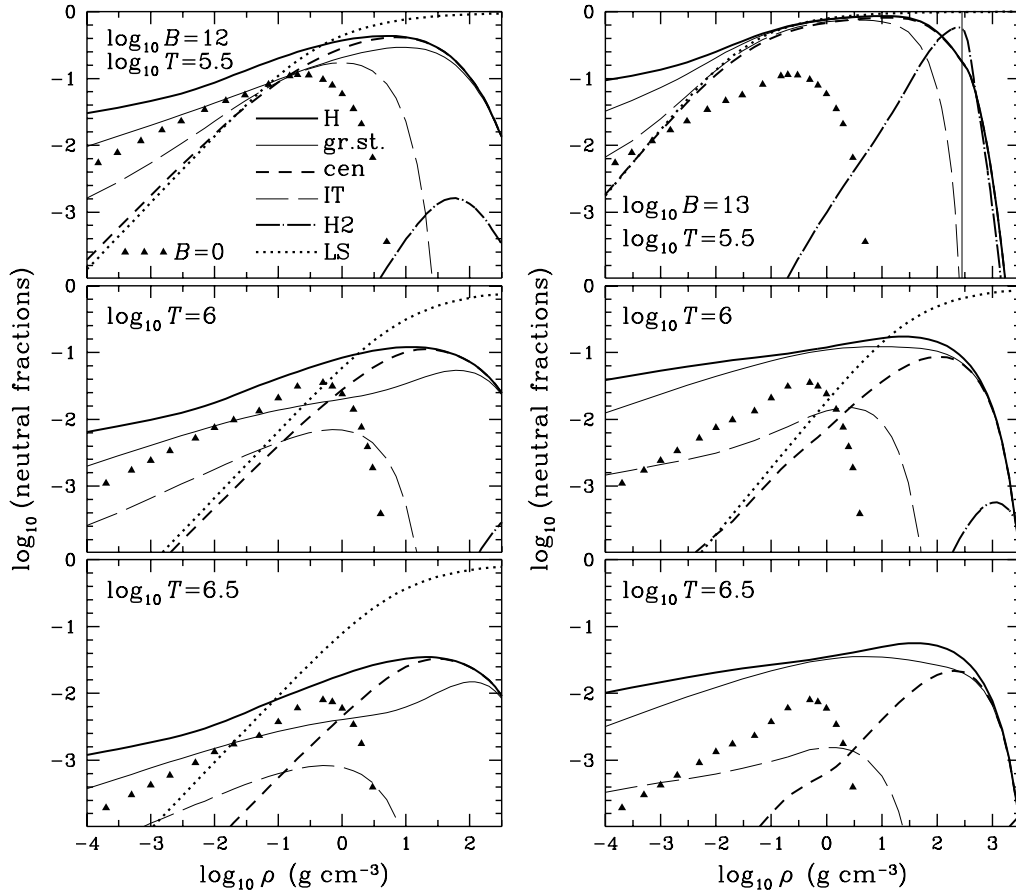 log₁₀ B=12
log₁₀ T=5.5
H
gr.st.
cen
IT
H2
LS
B=0
0
−1
−2
−3
log₁₀ B=13
log₁₀ T=5.5
0
−1
−2
−3
log₁₀ T=6
0
−1
−2
−3
log₁₀ T=6
0
−1
−2
−3
log₁₀ T=6.5
0
−1
−2
−3
log₁₀ T=6.5
0
−1
−2
−3
log₁₀ (neutral fractions)
log₁₀ (neutral fractions)
−4 −3 −2 −1 0 1 2
−4 −3 −2 −1 0 1 2 3
log₁₀ ρ (g cm⁻³)
log₁₀ ρ (g cm⁻³)